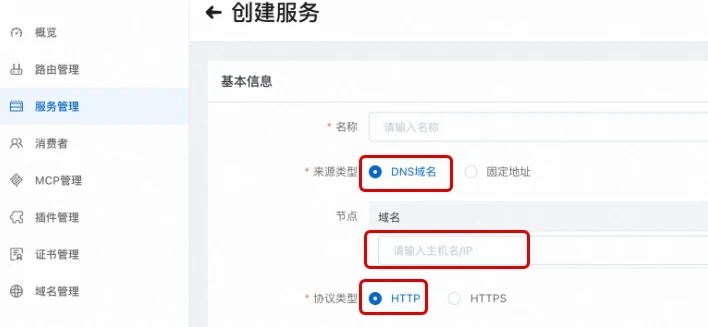 创建服务
概览
路由管理
服务管理
消费者
MCP管理
插件管理
证书管理
域名管理
基本信息
* 名称 请输入名称
* 来源类型 DNS域名 固定地址
节点 域名
请输入主机名/IP
* 协议类型 HTTP HTTPS